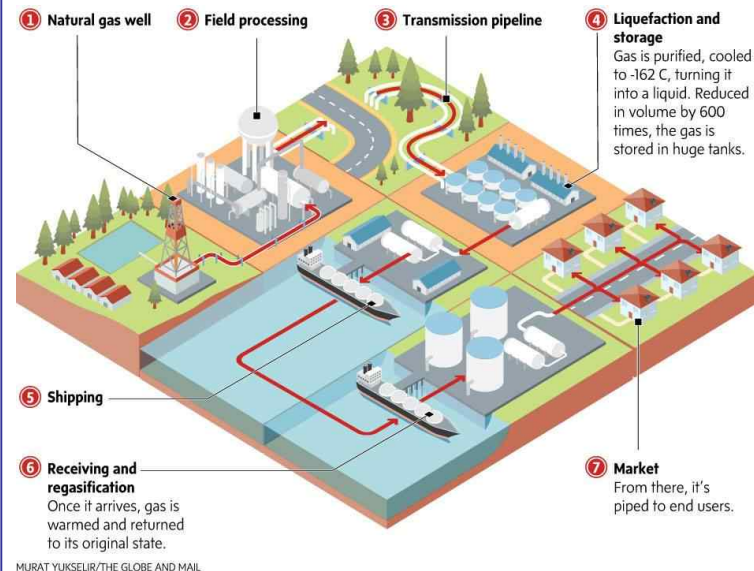 1 Natural gas well
2 Field processing
3 Transmission pipeline
4 Liquefaction and
storage
Gas is purified, cooled
to -162 C, turning it
into a liquid. Reduced
in volume by 600
times, the gas is
stored in huge tanks.
5 Shipping
6 Receiving and
regasification
Once it arrives, gas is
warmed and returned
to its original state.
7 Market
From there, it's
piped to end users.
MURAT YUKSELIR/THE GLOBE AND MAIL